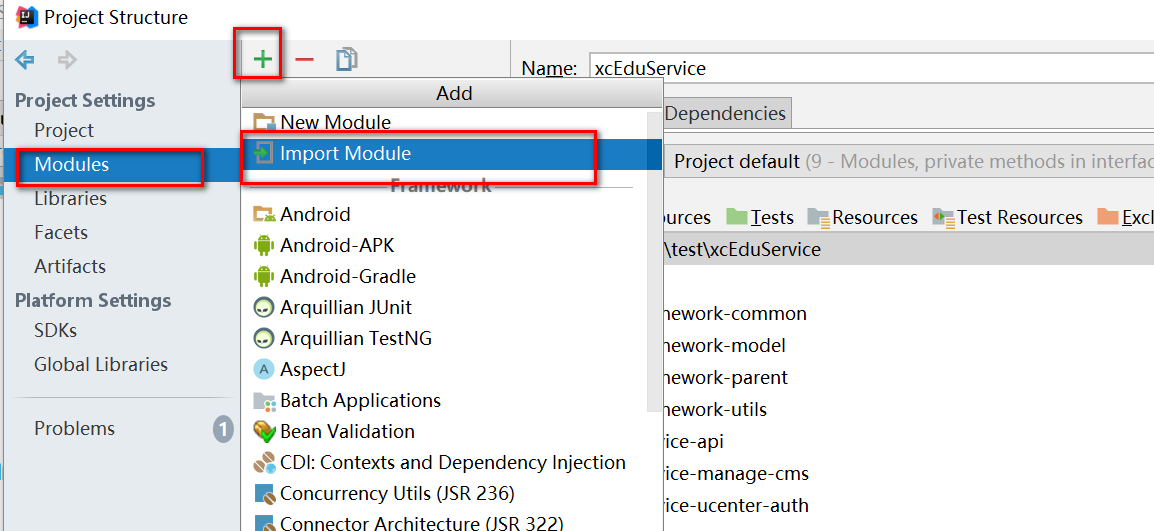 Project Structure
Name: xcEduService
Project Settings
Project
Modules
Libraries
Facets
Artifacts
Platform Settings
SDKs
Global Libraries
Problems 1
Add
New Module
Import Module
Framework
Android
Android-APK
Android-Gradle
Arquillian JUnit
Arquillian TestNG
A AspectJ
Batch Applications
Bean Validation
CDI: Contexts and Dependency Injection
Concurrency Utils (JSR 236)
Connector Architecture (JSR 322)
Dependencies
Project default (9 - Modules, private methods in interfac
urces Tests Resources Test Resources Excl
\test\xcEduService
nework-common
nework-model
nework-parent
nework-utils
vice-api
vice-manage-cms
vice-ucenter-auth